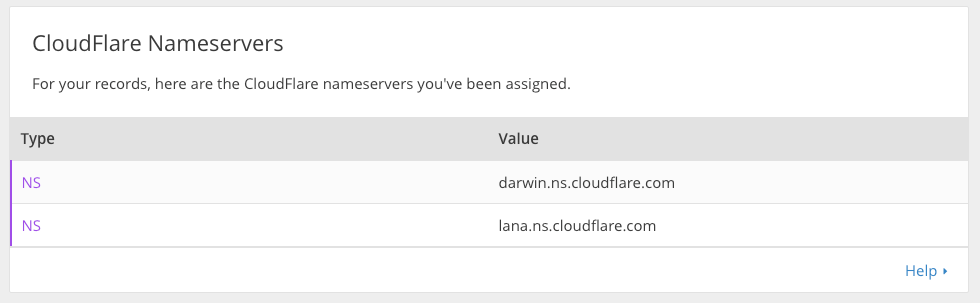 CloudFlare Nameservers
For your records, here are the CloudFlare nameservers you've been assigned.
Type Value
NS darwin.ns.cloudflare.com
NS lana.ns.cloudflare.com
Help